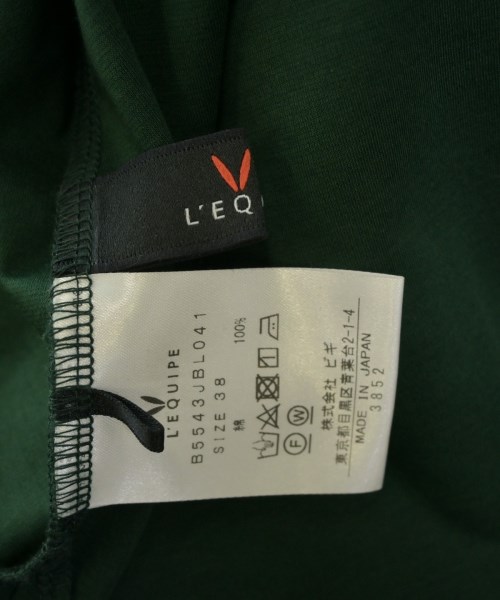 L'EQ
L'EQUIPE
B5543JBL041
SIZE 38
綿 100%
F W
株式会社 ビギ
東京都目黒区青葉台2-1-4
MADE IN JAPAN
3852